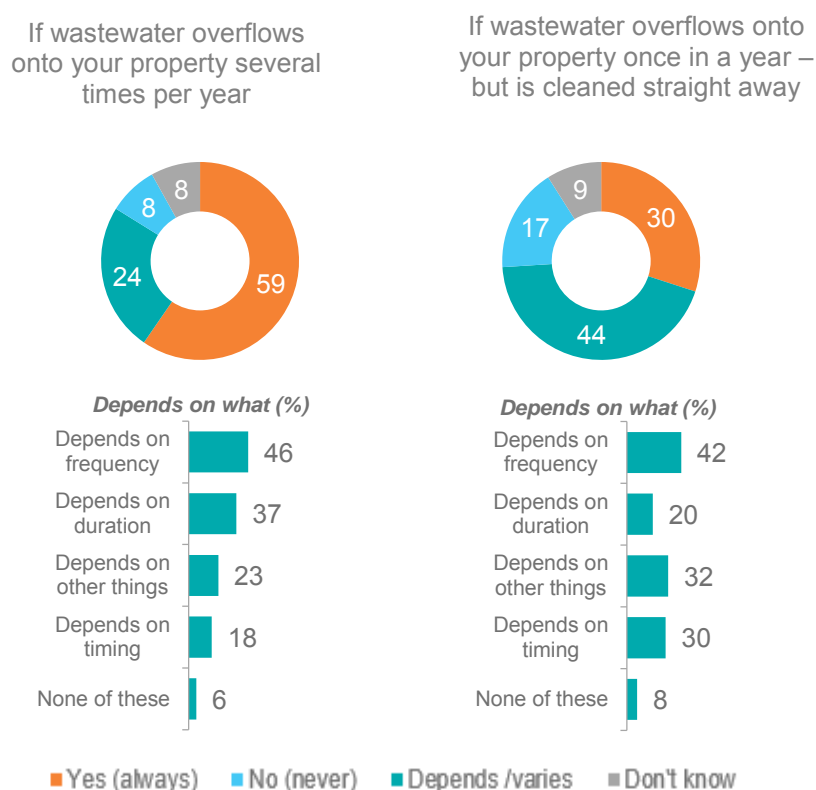 If wastewater overflows
onto your property several
times per year
8
8
24
59
Depends on what (%)
Depends on
frequency
46
Depends on
duration
37
Depends on
other things
23
Depends on
timing
18
None of these
6
If wastewater overflows onto
your property once in a year –
but is cleaned straight away
9
30
17
44
Depends on what (%)
Depends on
frequency
42
Depends on
duration
20
Depends on
other things
32
Depends on
timing
30
None of these
8
Yes (always) No (never) Depends /varies Don't know